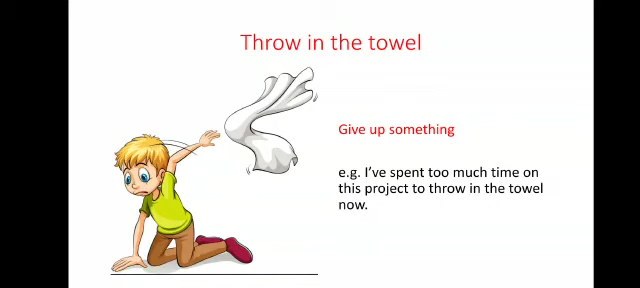 Throw in the towel
Give up something
e.g. I've spent too much time on
this project to throw in the towel
now.